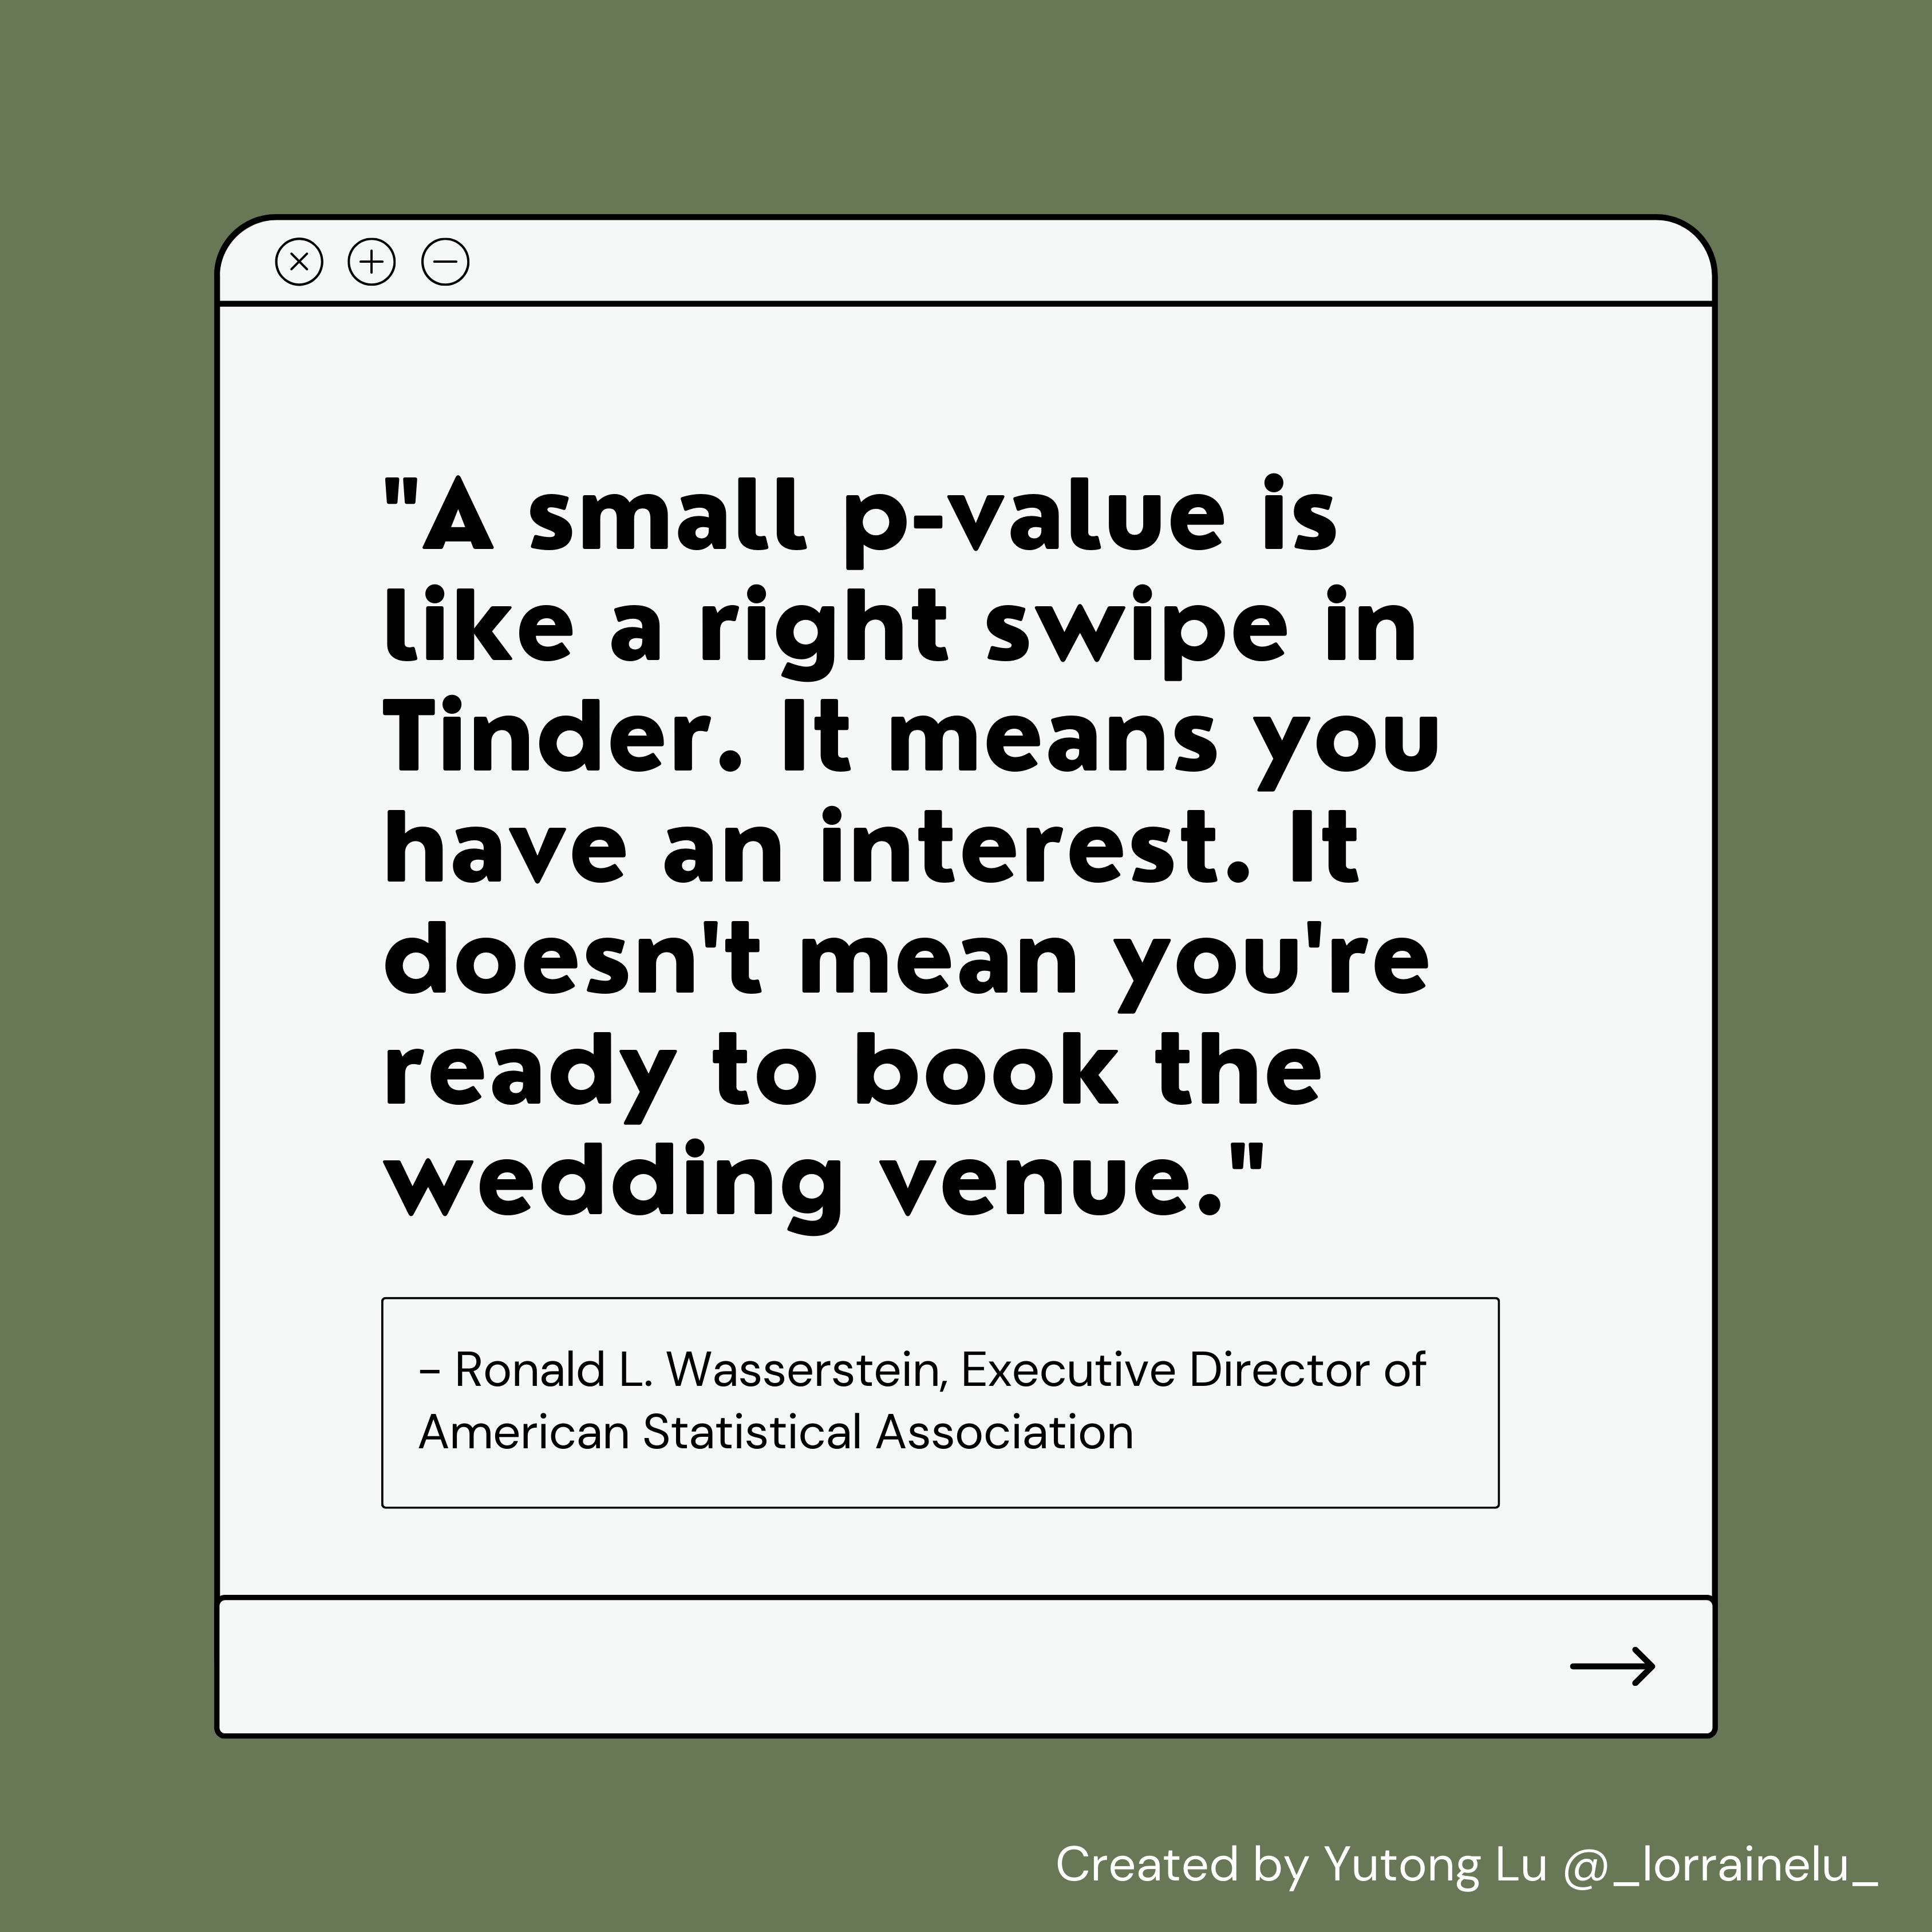 "A small p-value is
like a right swipe in
Tinder. It means you
have an interest. It
doesn't mean you're
ready to book the
wedding venue."
– Ronald L. Wasserstein, Executive Director of
American Statistical Association
Created by Yutong Lu @_lorrainelu_